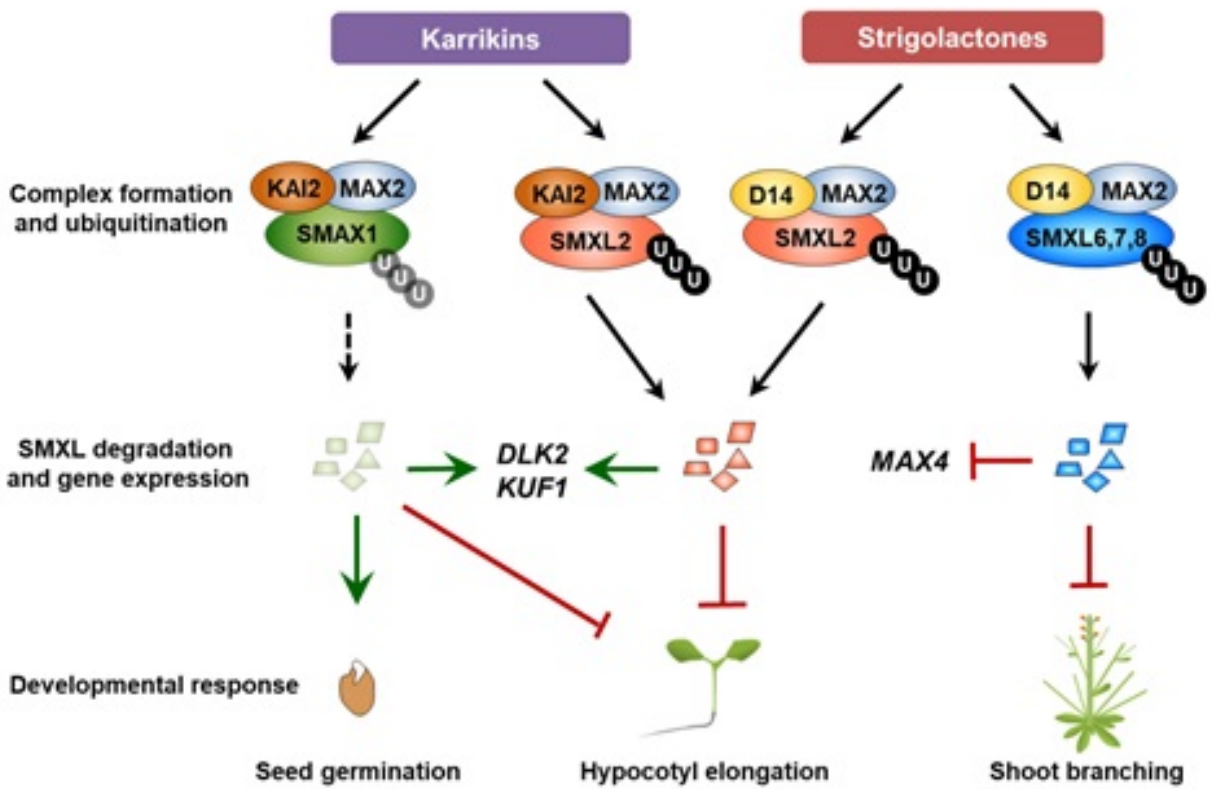 Karrikins
Strigolactones
Complex formation
and ubiquitination
KAI2 MAX2
SMAX1
U
U
U
KAI2 MAX2
SMXL2
U
U
U
D14 MAX2
SMXL2
U
U
U
D14 MAX2
SMXL6,7,8
U
U
U
SMXL degradation
and gene expression
DLK2
KUF1
MAX4
Developmental response
Seed germination
Hypocotyl elongation
Shoot branching